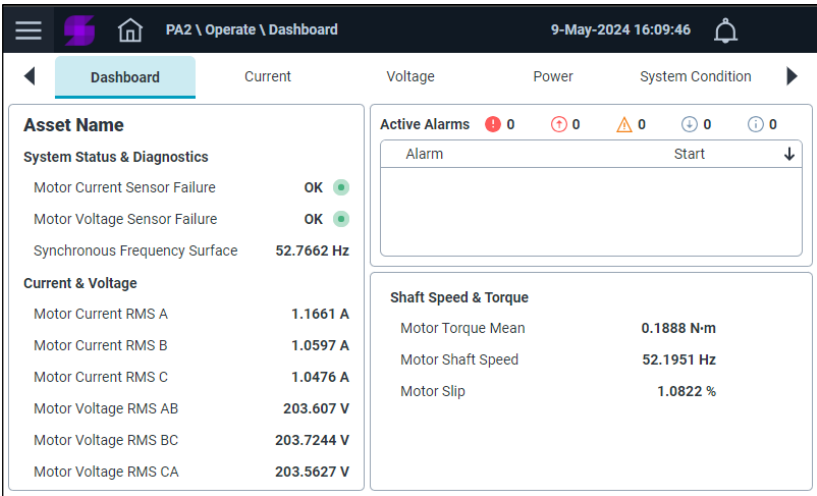 PA2 \ Operate \ Dashboard 9-May-2024 16:09:46
Dashboard Current Voltage Power System Condition
Asset Name
System Status & Diagnostics
Motor Current Sensor Failure OK
Motor Voltage Sensor Failure OK
Synchronous Frequency Surface 52.7662 Hz
Current & Voltage
Motor Current RMS A 1.1661 A
Motor Current RMS B 1.0597 A
Motor Current RMS C 1.0476 A
Motor Voltage RMS AB 203.607 V
Motor Voltage RMS BC 203.7244 V
Motor Voltage RMS CA 203.5627 V
Active Alarms 0 0 0 0 0
Alarm Start
Shaft Speed & Torque
Motor Torque Mean 0.1888 N·m
Motor Shaft Speed 52.1951 Hz
Motor Slip 1.0822 %